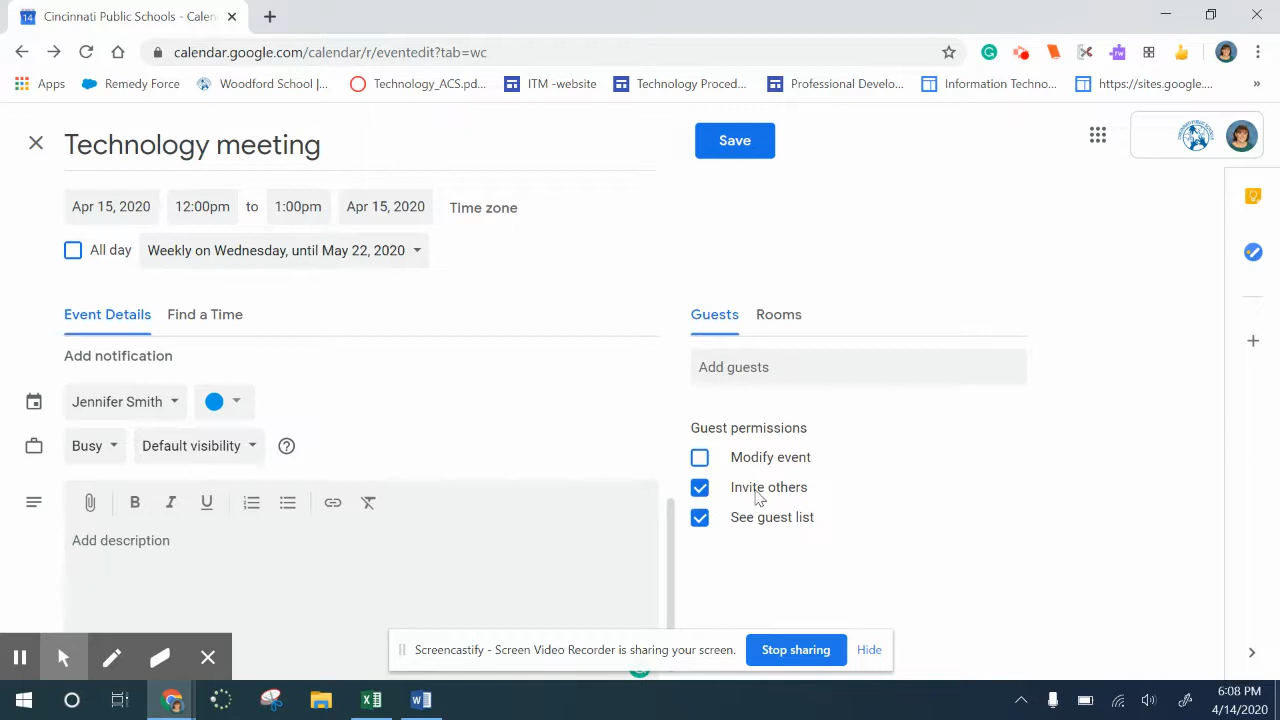 Cincinnati Public Schools - Calen
calendar.google.com/calendar/r/eventedit?tab=wc
rw
Apps Remedy Force Woodford School |... Technology_ACS.pd... ITM -website Technology Proced... Professional Develo... Information Techno... https://sites.google.... »
Technology meeting
Save
Apr 15, 2020 12:00pm to 1:00pm Apr 15, 2020 Time zone
All day Weekly on Wednesday, until May 22, 2020
Event Details Find a Time
Guests Rooms
Add notification
Add guests
Jennifer Smith
Guest permissions
Busy Default visibility
Modify event
Invite others
See guest list
B I U
Add description
Screencastify - Screen Video Recorder is sharing your screen. Stop sharing Hide
6:08 PM
4/14/2020